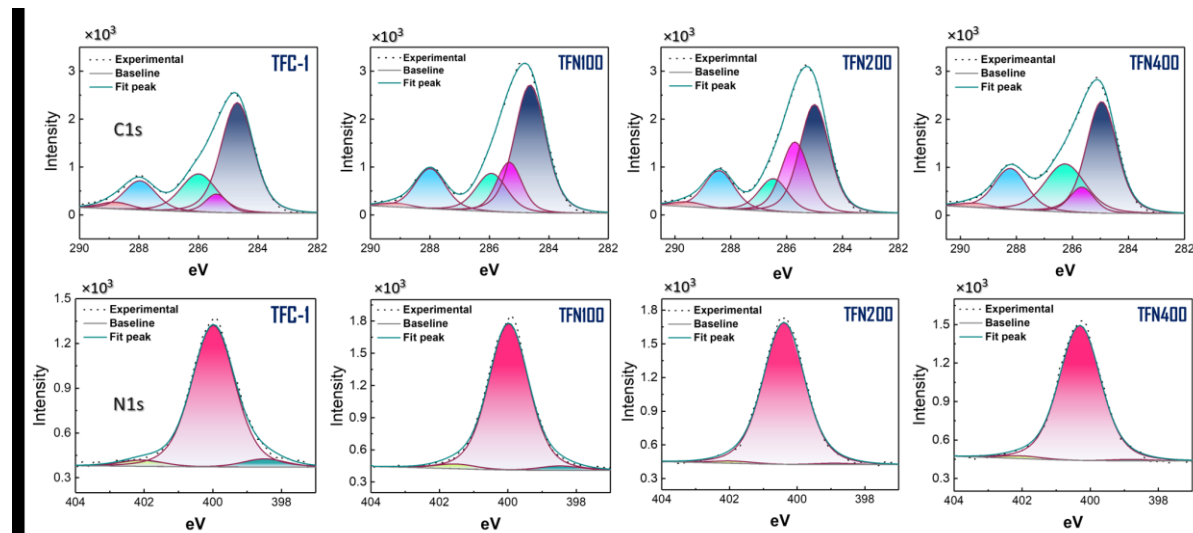 ×10³
TFC-1
Experimental
Baseline
Fit peak
C1s
Intensity
3
2
1
0
290 288 286 284 282
eV
×10³
TFN100
Experimental
Baseline
Fit peak
Intensity
3
2
1
0
290 288 286 284 282
eV
×10³
TFN200
Experimental
Baseline
Fit peak
Intensity
3
2
1
0
290 288 286 284 282
eV
×10³
TFN400
Experimeantal
Baseline
Fit peak
Intensity
3
2
1
0
290 288 286 284 282
eV
×10³
TFC-1
Experimental
Baseline
Fit peak
N1s
Intensity
1.5
1.2
0.9
0.6
0.3
404 402 400 398
eV
×10³
TFN100
Experimental
Baseline
Fit peak
Intensity
1.8
1.4
0.9
0.4
404 402 400 398
eV
×10³
TFN200
Experimental
Baseline
Fit peak
Intensity
1.8
1.5
1.2
0.9
0.6
0.3
404 402 400 398
eV
×10³
TFN400
Experimental
Baseline
Fit peak
Intensity
1.5
1.2
0.9
0.6
0.3
404 402 400 398
eV